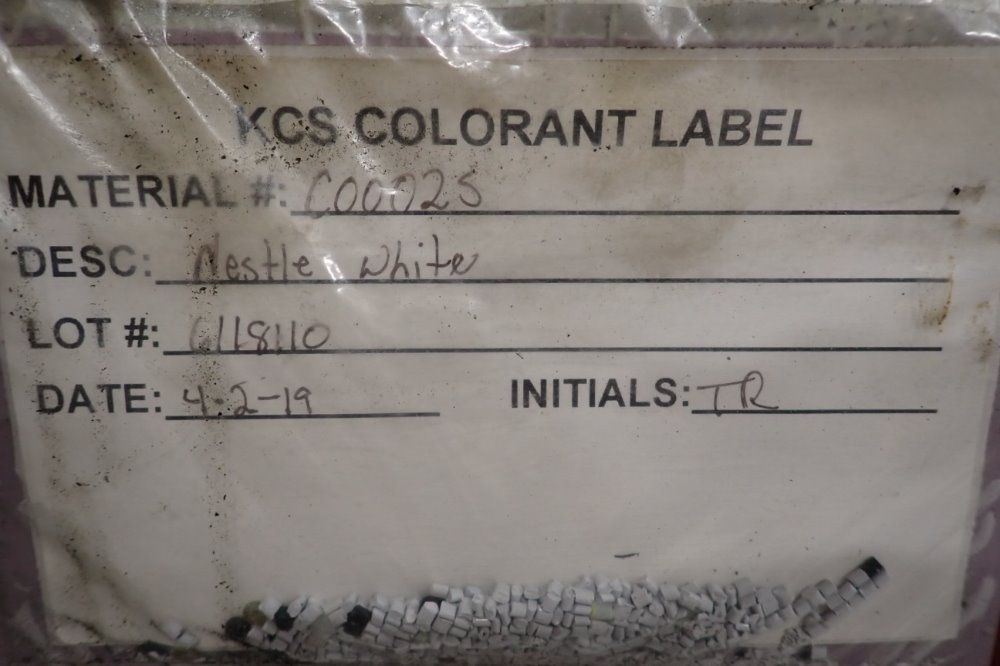 KCS COLORANT LABEL
MATERIAL #: C00025
DESC: Nestle white
LOT #: C118110
DATE: 4-2-19 INITIALS: TR